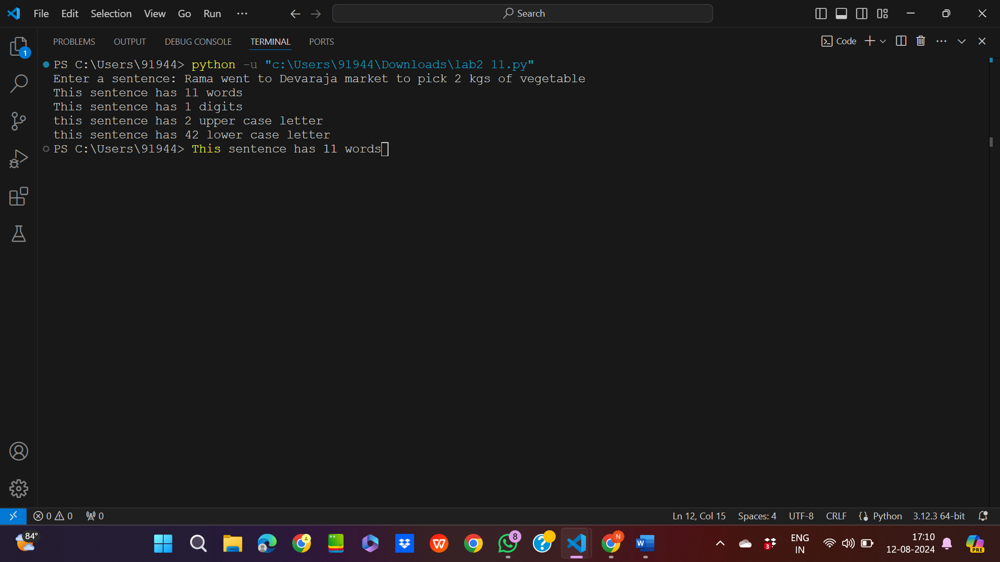 File Edit Selection View Go Run ··· Search
PROBLEMS OUTPUT DEBUG CONSOLE TERMINAL PORTS Code
1
PS C:\Users\91944> python -u "c:\Users\91944\Downloads\lab2 11.py"
Enter a sentence: Rama went to Devaraja market to pick 2 kgs of vegetable
This sentence has 11 words
This sentence has 1 digits
this sentence has 2 upper case letter
this sentence has 42 lower case letter
PS C:\Users\91944> This sentence has 11 words
0 0 0 Ln 12, Col 15 Spaces: 4 UTF-8 CRLF Python 3.12.3 64-bit
84° 8 N W 3 ENG 17:10
IN 12-08-2024 PRE